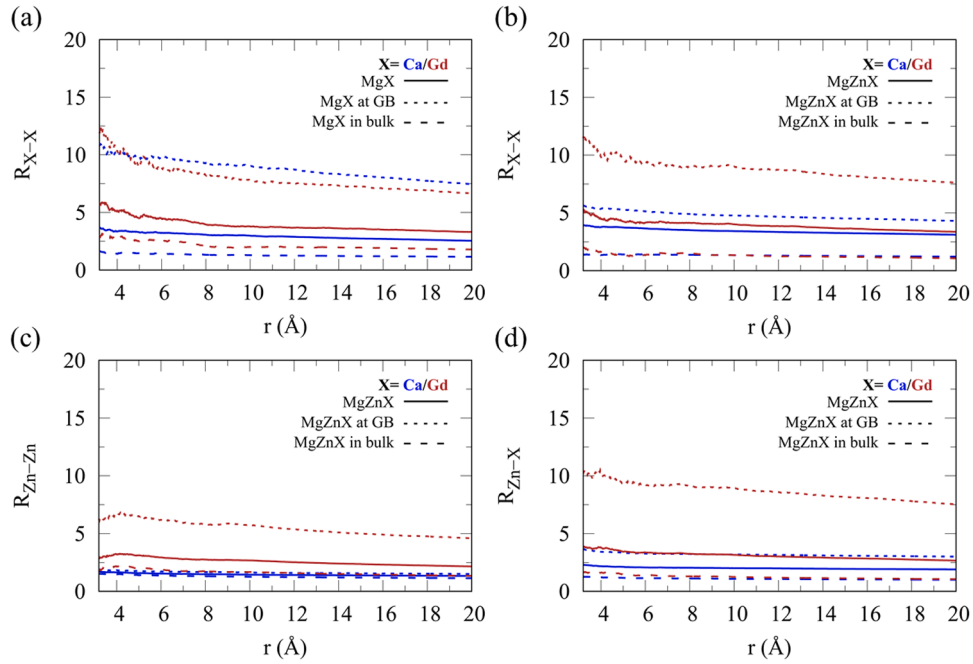 (a)
20
15
10
5
0
R_X−X
X= Ca/Gd
MgX
MgX at GB
MgX in bulk
4 6 8 10 12 14 16 18 20
r (Å)
(b)
20
15
10
5
0
R_X−X
X= Ca/Gd
MgZnX
MgZnX at GB
MgZnX in bulk
4 6 8 10 12 14 16 18 20
r (Å)
(c)
20
15
10
5
0
R_Zn−Zn
X= Ca/Gd
MgZnX
MgZnX at GB
MgZnX in bulk
4 6 8 10 12 14 16 18 20
r (Å)
(d)
20
15
10
5
0
R_Zn−X
X= Ca/Gd
MgZnX
MgZnX at GB
MgZnX in bulk
4 6 8 10 12 14 16 18 20
r (Å)